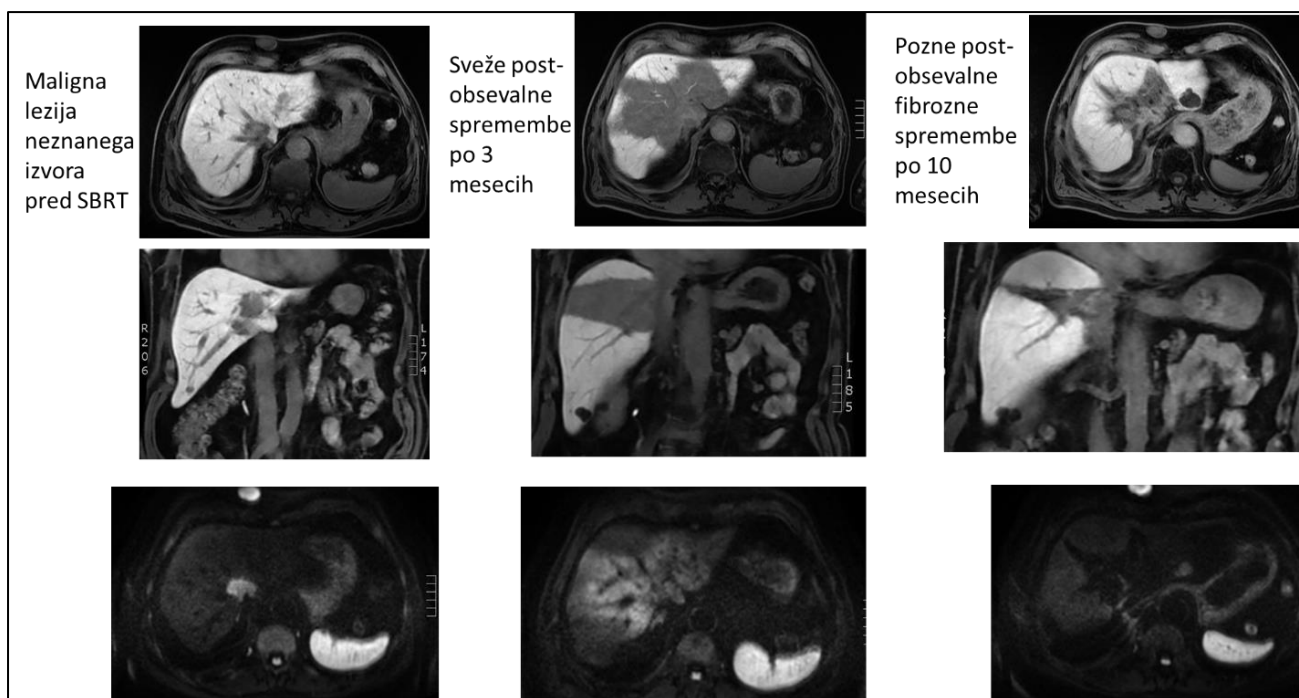 Maligna
lezija
neznanega
izvora
pred SBRT
Sveže post-
obsevalne
spremembe
po 3
mesecih
Pozne post-
obsevalne
fibrozne
spremembe
po 10
mesecih
R
2
0
6
L
1
7
4
L
1
8
5